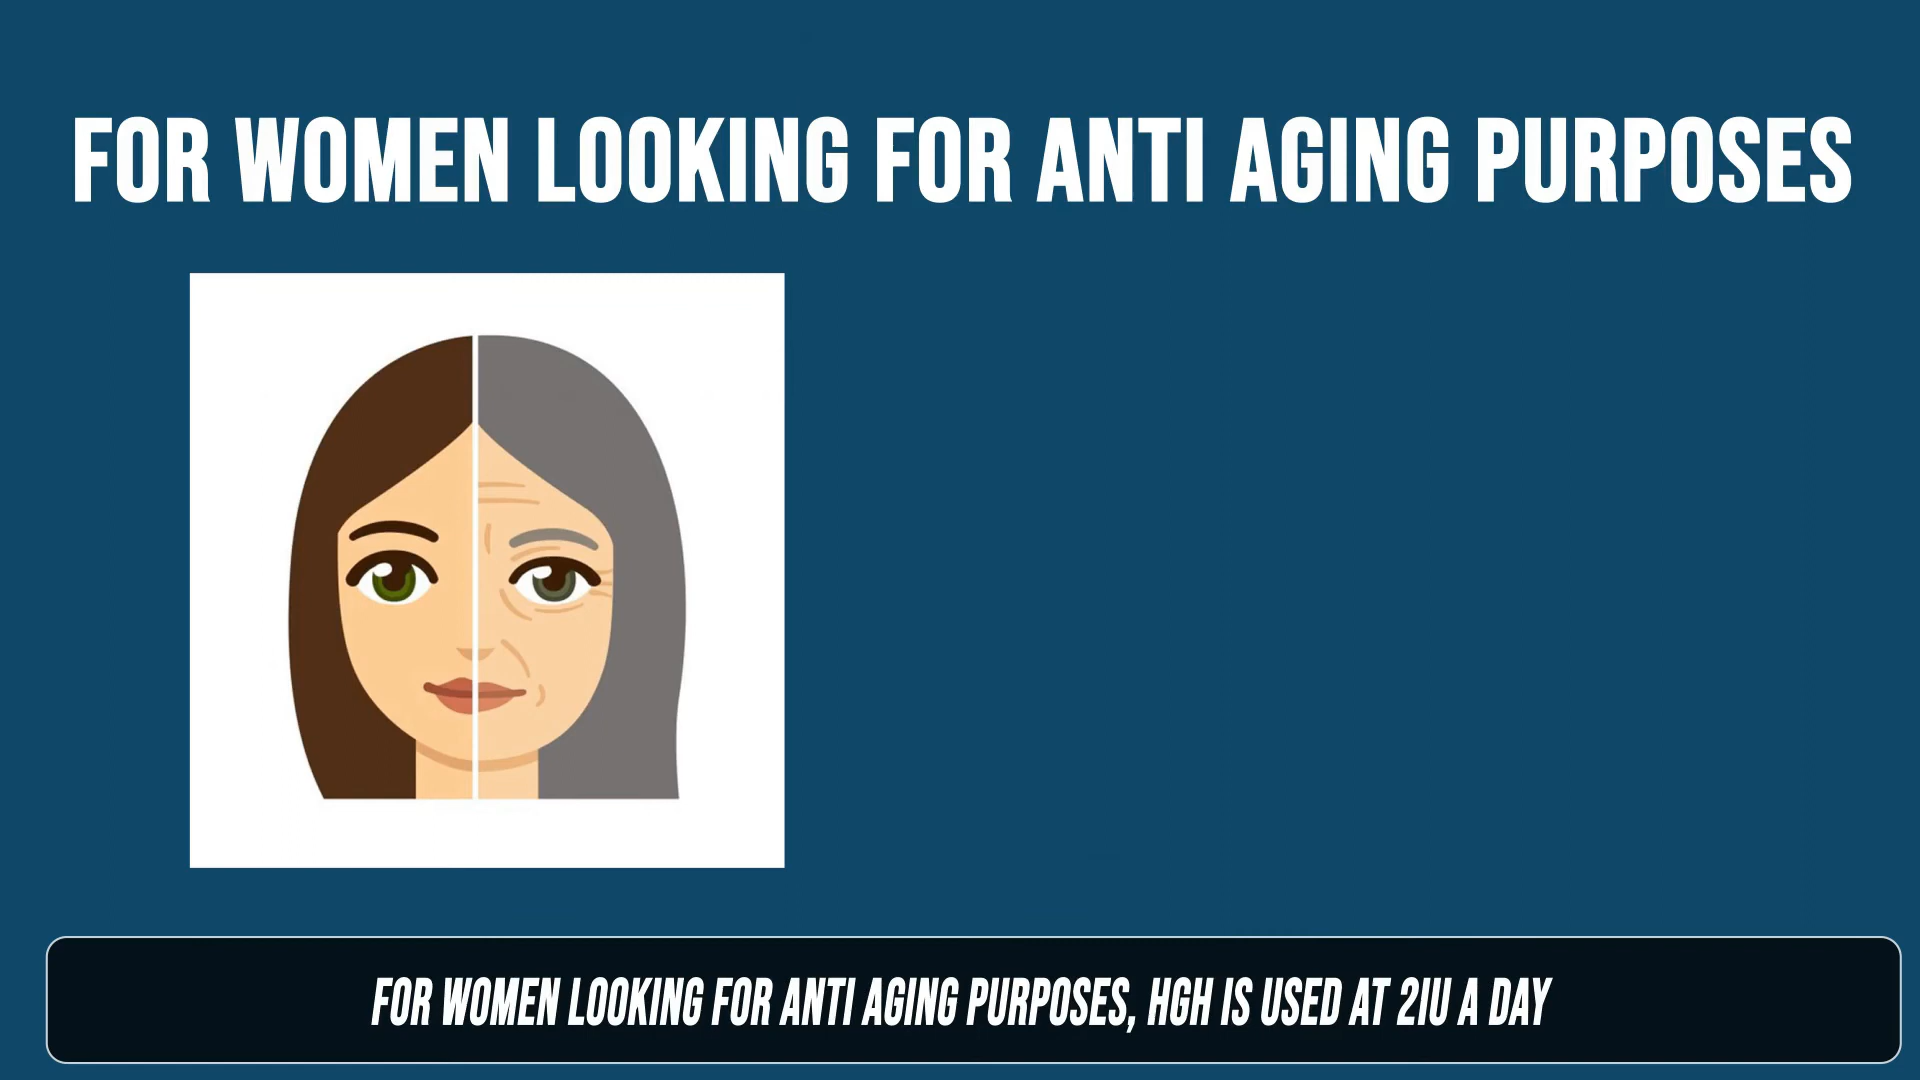 FOR WOMEN LOOKING FOR ANTI AGING PURPOSES
FOR WOMEN LOOKING FOR ANTI AGING PURPOSES, HGH IS USED AT 2IU A DAY